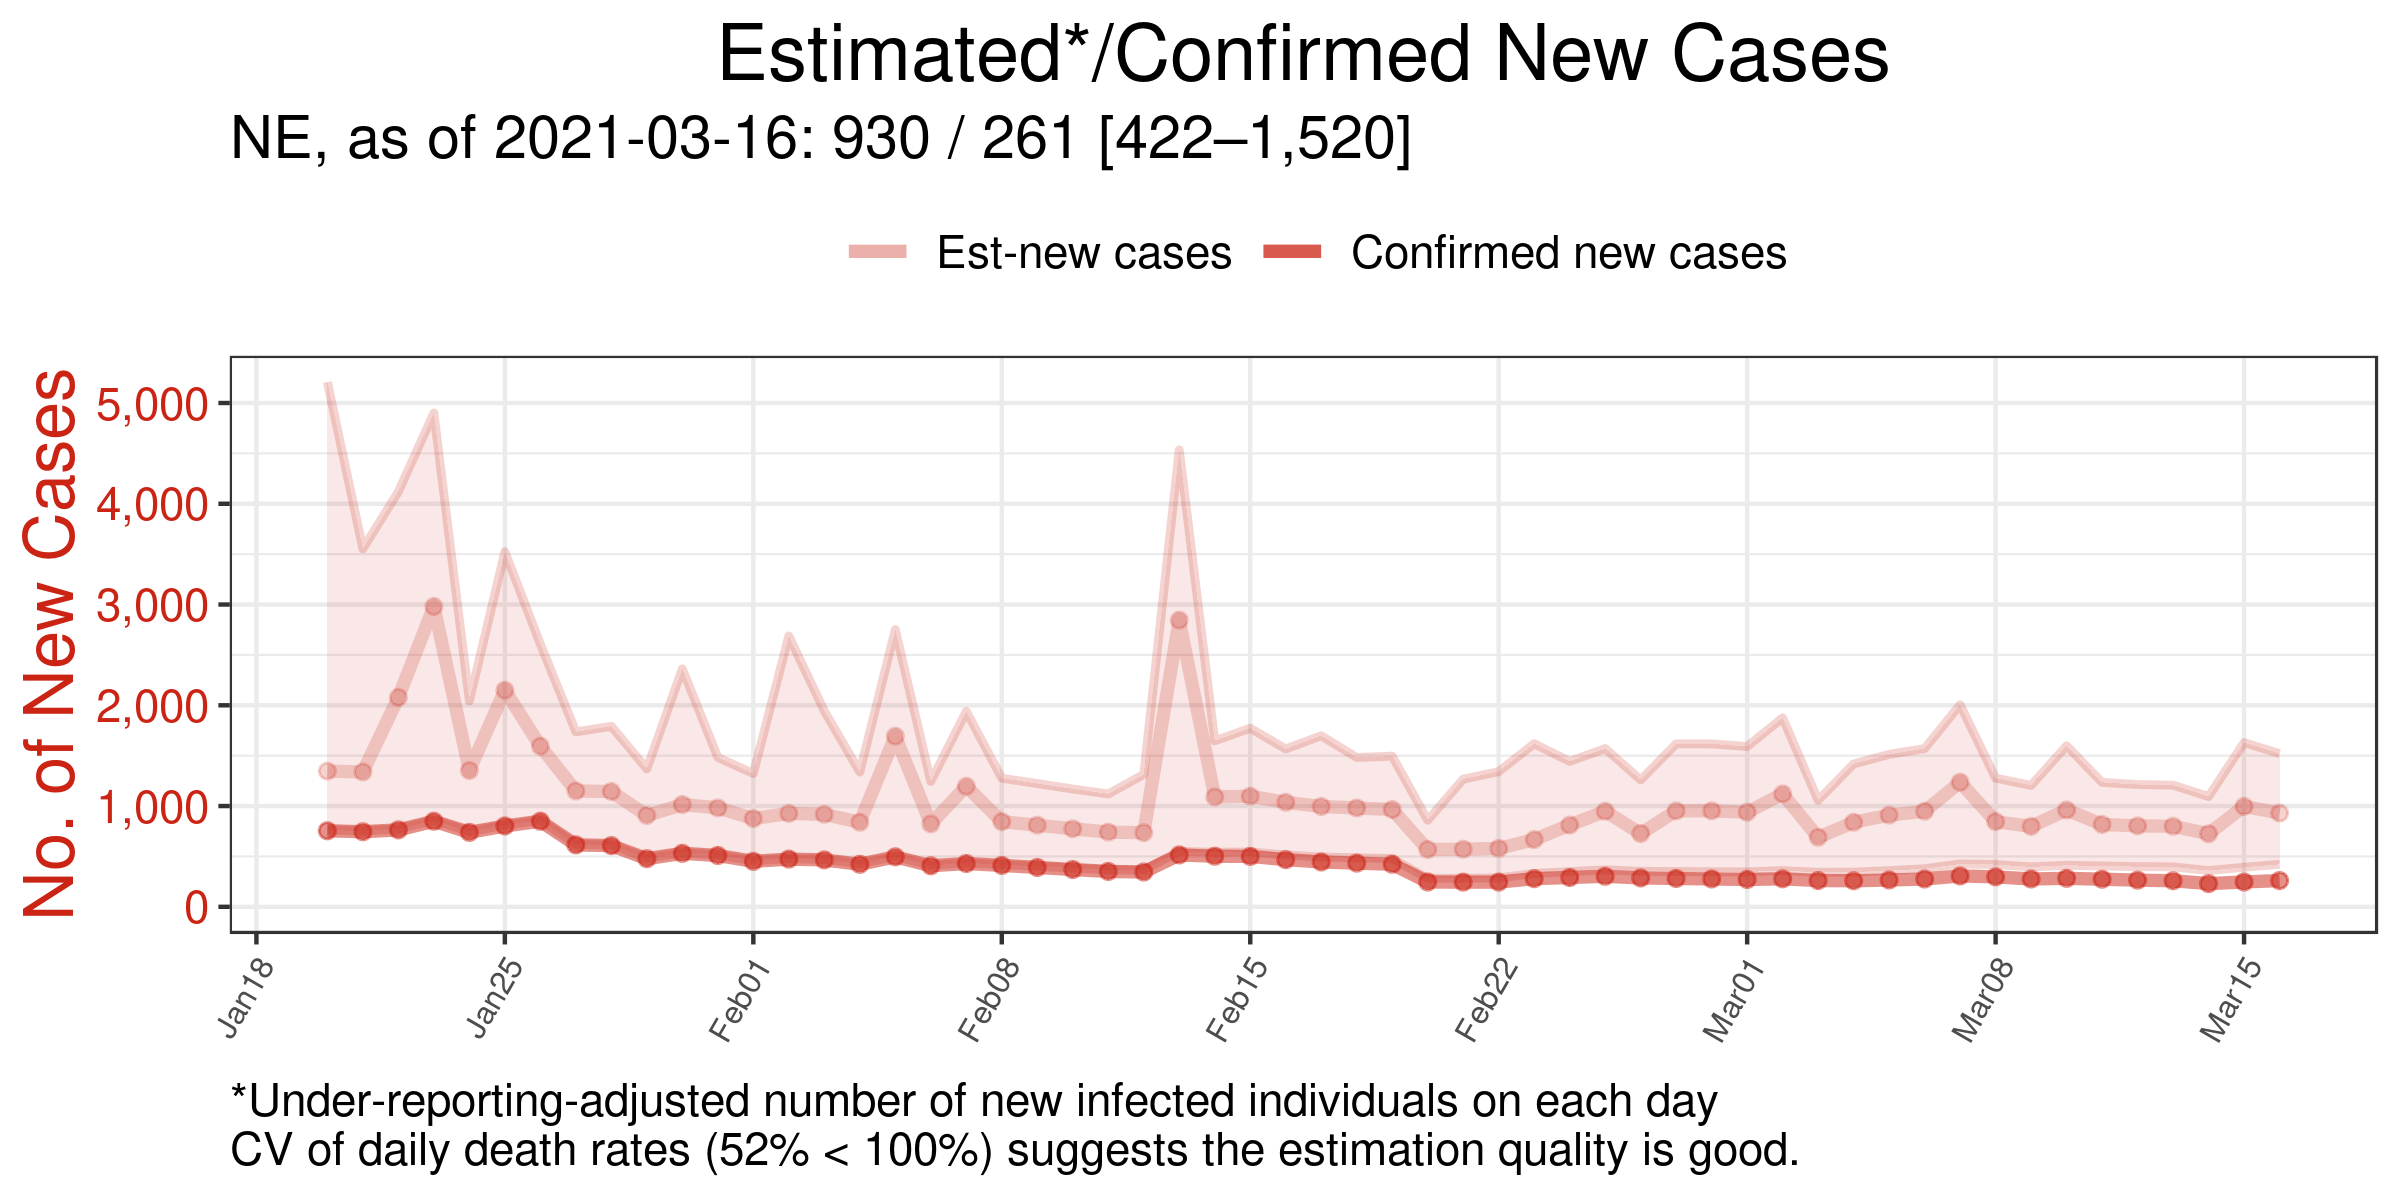 Estimated*/Confirmed New Cases
NE, as of 2021-03-16: 930 / 261 [422–1,520]
Est-new cases Confirmed new cases
No. of New Cases
5,000
4,000
3,000
2,000
1,000
0
Jan18 Jan25 Feb01 Feb08 Feb15 Feb22 Mar01 Mar08 Mar15
*Under-reporting-adjusted number of new infected individuals on each day
CV of daily death rates (52% < 100%) suggests the estimation quality is good.